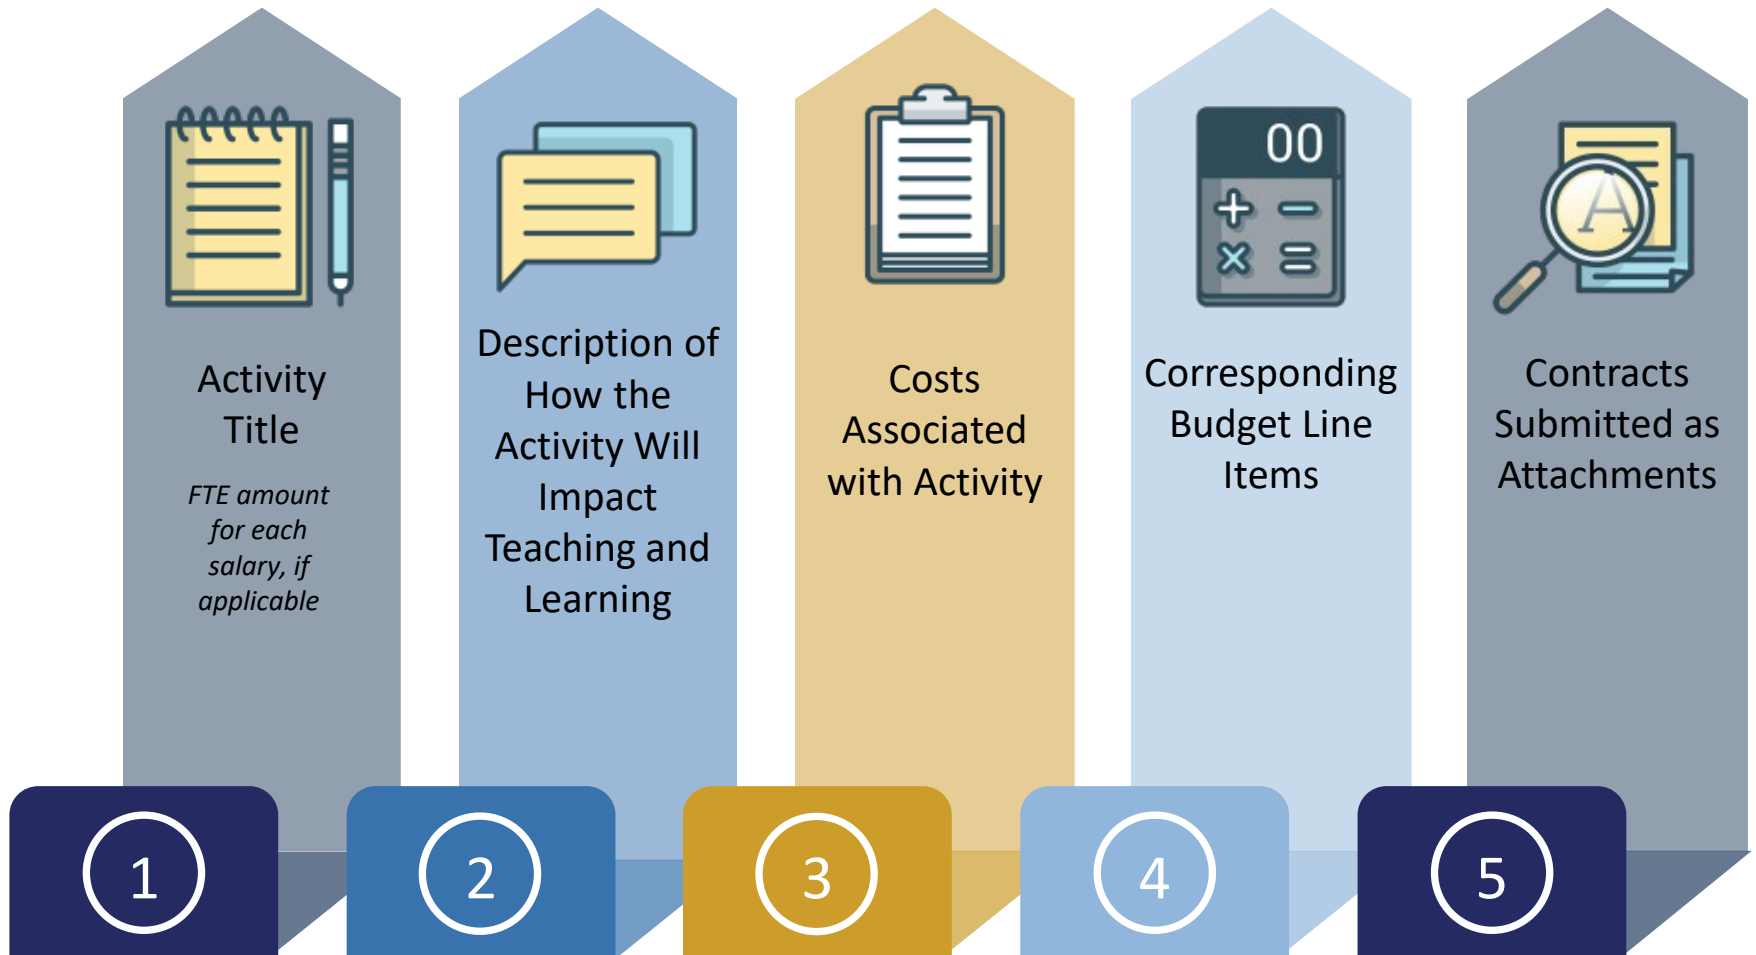 Activity
Title
FTE amount
for each
salary, if
applicable
1
Description of
How the
Activity Will
Impact
Teaching and
Learning
2
Costs
Associated
with Activity
3
00
Corresponding
Budget Line
Items
4
A
Contracts
Submitted as
Attachments
5